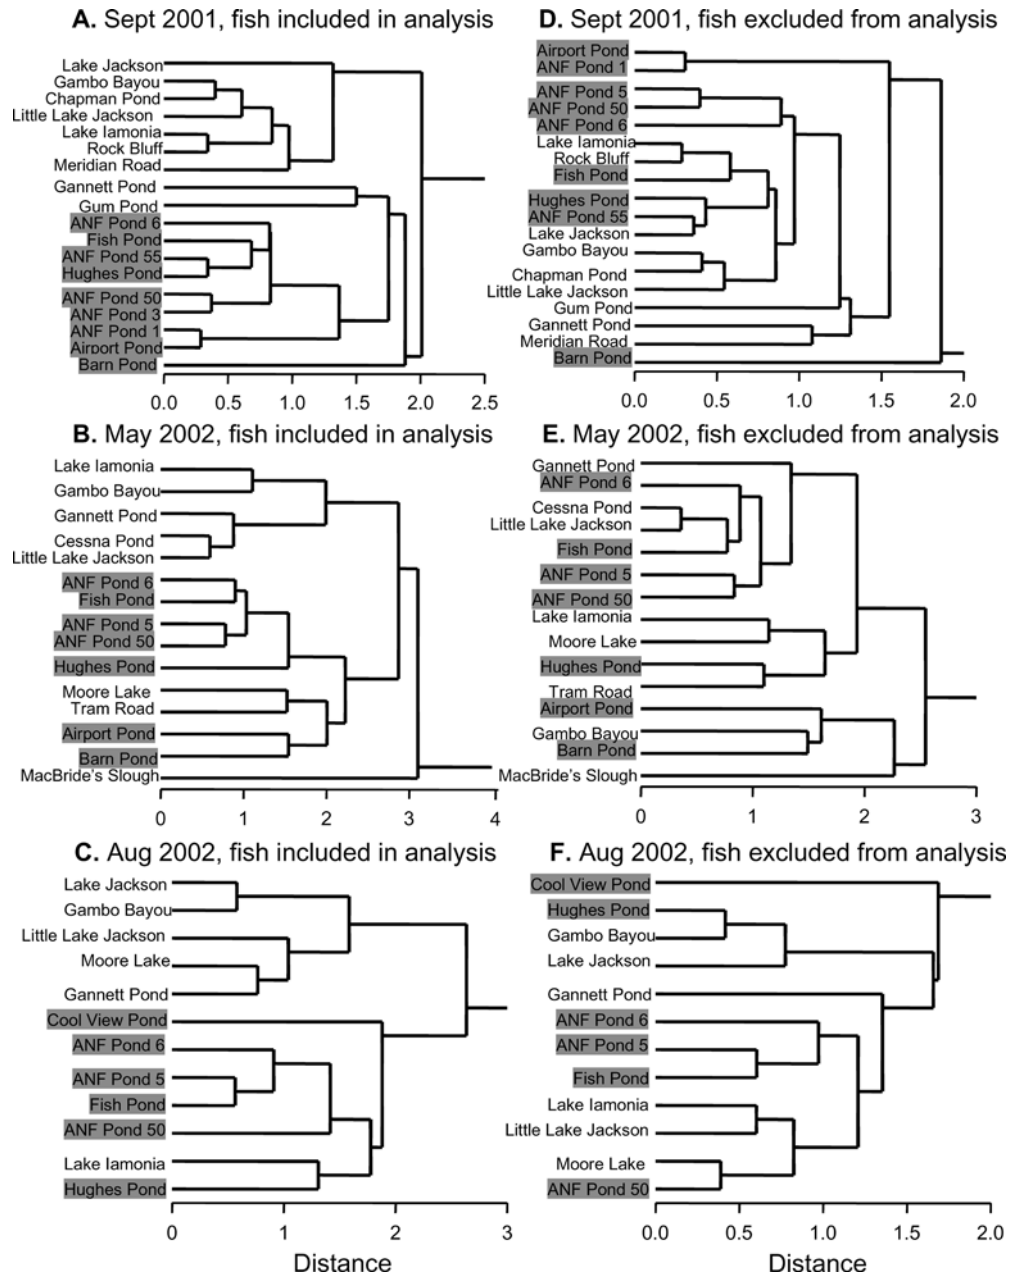 A. Sept 2001, fish included in analysis
Lake Jackson
Gambo Bayou
Chapman Pond
Little Lake Jackson
Lake Iamonia
Rock Bluff
Meridian Road
Gannett Pond
Gum Pond
ANF Pond 6
Fish Pond
ANF Pond 55
Hughes Pond
ANF Pond 50
ANF Pond 3
ANF Pond 1
Airport Pond
Barn Pond
0.0 0.5 1.0 1.5 2.0 2.5
B. May 2002, fish included in analysis
Lake Iamonia
Gambo Bayou
Gannett Pond
Cessna Pond
Little Lake Jackson
ANF Pond 6
Fish Pond
ANF Pond 5
ANF Pond 50
Hughes Pond
Moore Lake
Tram Road
Airport Pond
Barn Pond
MacBride's Slough
0 1 2 3 4
C. Aug 2002, fish included in analysis
Lake Jackson
Gambo Bayou
Little Lake Jackson
Moore Lake
Gannett Pond
Cool View Pond
ANF Pond 6
ANF Pond 5
Fish Pond
ANF Pond 50
Lake Iamonia
Hughes Pond
0 1 2 3
Distance
D. Sept 2001, fish excluded from analysis
Airport Pond
ANF Pond 1
ANF Pond 5
ANF Pond 50
ANF Pond 6
Lake Iamonia
Rock Bluff
Fish Pond
Hughes Pond
ANF Pond 55
Lake Jackson
Gambo Bayou
Chapman Pond
Little Lake Jackson
Gum Pond
Gannett Pond
Meridian Road
Barn Pond
0.0 0.5 1.0 1.5 2.0
E. May 2002, fish excluded from analysis
Gannett Pond
ANF Pond 6
Cessna Pond
Little Lake Jackson
Fish Pond
ANF Pond 5
ANF Pond 50
Lake Iamonia
Moore Lake
Hughes Pond
Tram Road
Airport Pond
Gambo Bayou
Barn Pond
MacBride's Slough
0 1 2 3
F. Aug 2002, fish excluded from analysis
Cool View Pond
Hughes Pond
Gambo Bayou
Lake Jackson
Gannett Pond
ANF Pond 6
ANF Pond 5
Fish Pond
Lake Iamonia
Little Lake Jackson
Moore Lake
ANF Pond 50
0.0 0.5 1.0 1.5 2.0
Distance